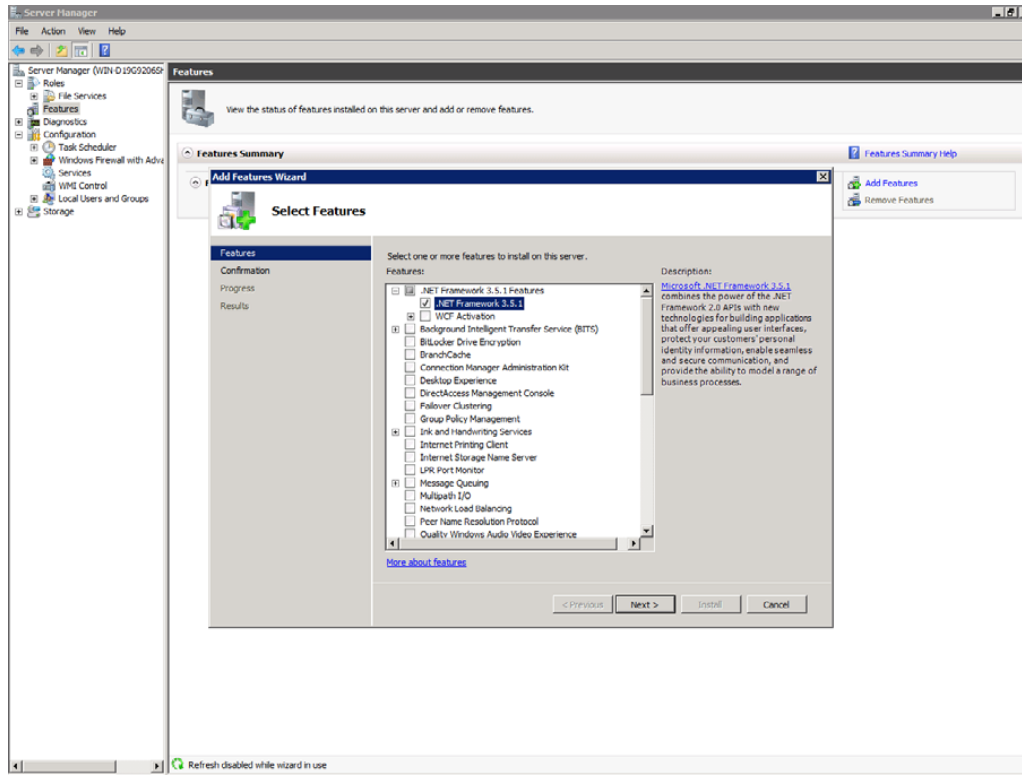 Server Manager
File Action View Help
Server Manager (WIN-D19G9206SH
Roles
File Services
Features
Diagnostics
Configuration
Task Scheduler
Windows Firewall with Adva
Services
WMI Control
Local Users and Groups
Storage
Features
View the status of features installed on this server and add or remove features.
Features Summary
Features Summary Help
Add Features
Remove Features
Add Features Wizard
Select Features
Features
Confirmation
Progress
Results
Select one or more features to install on this server.
Features:
.NET Framework 3.5.1 Features
.NET Framework 3.5.1
WCF Activation
Background Intelligent Transfer Service (BITS)
BitLocker Drive Encryption
BranchCache
Connection Manager Administration Kit
Desktop Experience
DirectAccess Management Console
Failover Clustering
Group Policy Management
Ink and Handwriting Services
Internet Printing Client
Internet Storage Name Server
LPR Port Monitor
Message Queuing
Multipath I/O
Network Load Balancing
Peer Name Resolution Protocol
Quality Windows Audio Video Experience
More about features
Description:
Microsoft .NET Framework 3.5.1
combines the power of the .NET
Framework 2.0 APIs with new
technologies for building applications
that offer appealing user interfaces,
protect your customers' personal
identity information, enable seamless
and secure communication, and
provide the ability to model a range of
business processes.
< Previous Next > Install Cancel
Refresh disabled while wizard in use